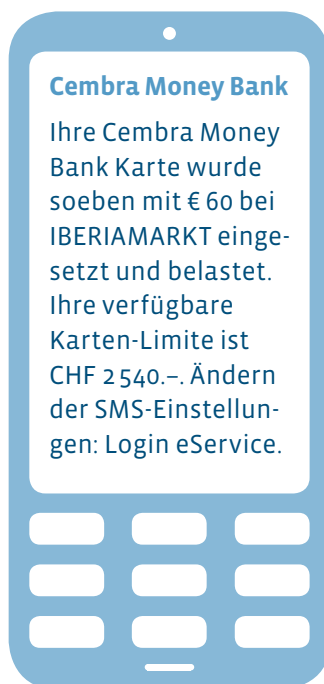 Cembra Money Bank
Ihre Cembra Money
Bank Karte wurde
soeben mit € 60 bei
IBERIAMARKT einge-
setzt und belastet.
Ihre verfügbare
Karten-Limite ist
CHF 2 540.–. Ändern
der SMS-Einstellun-
gen: Login eService.